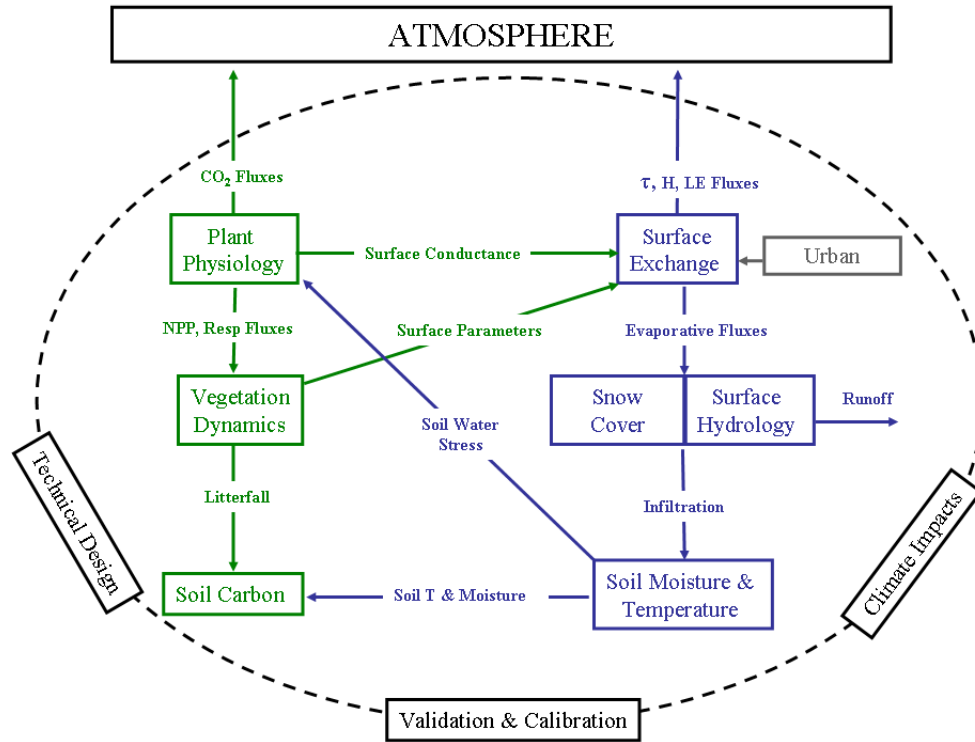 ATMOSPHERE
CO₂ Fluxes
τ, H, LE Fluxes
Plant
Physiology
Surface Conductance
Surface
Exchange
Urban
NPP, Resp Fluxes
Surface Parameters
Evaporative Fluxes
Vegetation
Dynamics
Soil Water
Stress
Snow
Cover
Surface
Hydrology
Runoff
Technical Design
Litterfall
Infiltration
Climate Impacts
Soil Carbon
Soil T & Moisture
Soil Moisture &
Temperature
Validation & Calibration